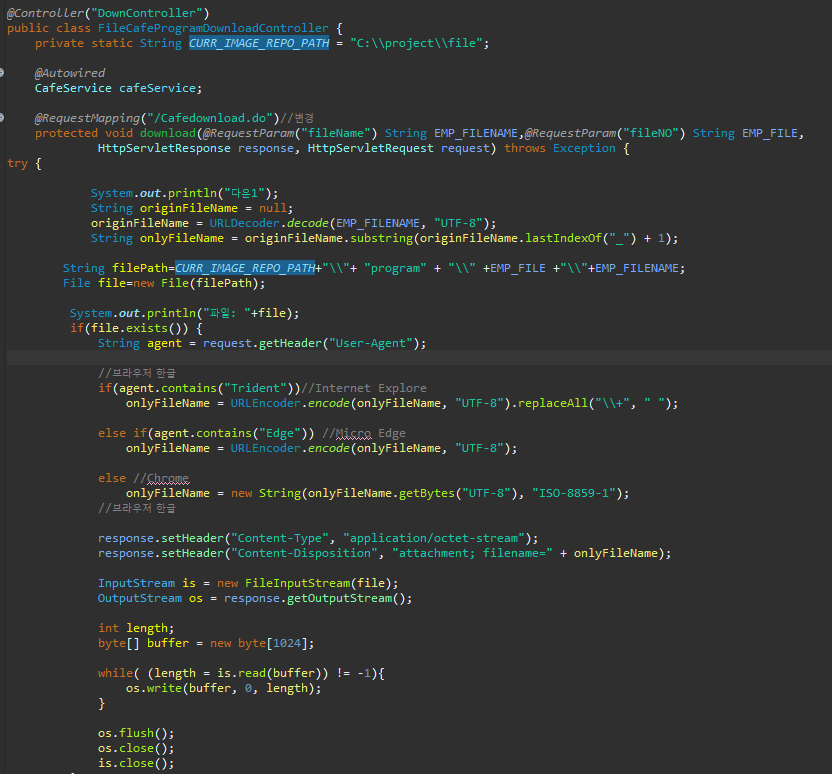 @Controller("DownController")
public class FileCafeProgramDownloadController {
private static String CURR_IMAGE_REPO_PATH = "C:\\project\\file";
@Autowired
CafeService cafeService;
@RequestMapping("/Cafedownload.do")//변경
protected void download(@RequestParam("fileName") String EMP_FILENAME,@RequestParam("fileNO") String EMP_FILE,
HttpServletResponse response, HttpServletRequest request) throws Exception {
try {
System.out.println("다운1");
String originFileName = null;
originFileName = URLDecoder.decode(EMP_FILENAME, "UTF-8");
String onlyFileName = originFileName.substring(originFileName.lastIndexOf("_") + 1);
String filePath=CURR_IMAGE_REPO_PATH+"\\"+ "program" + "\\" +EMP_FILE +"\\"+EMP_FILENAME;
File file=new File(filePath);
System.out.println("파일: "+file);
if(file.exists()) {
String agent = request.getHeader("User-Agent");
//브라우저 한글
if(agent.contains("Trident"))//Internet Explore
onlyFileName = URLEncoder.encode(onlyFileName, "UTF-8").replaceAll("\\+", " ");
else if(agent.contains("Edge")) //Micro Edge
onlyFileName = URLEncoder.encode(onlyFileName, "UTF-8");
else //Chrome
onlyFileName = new String(onlyFileName.getBytes("UTF-8"), "ISO-8859-1");
//브라우저 한글
response.setHeader("Content-Type", "application/octet-stream");
response.setHeader("Content-Disposition", "attachment; filename=" + onlyFileName);
InputStream is = new FileInputStream(file);
OutputStream os = response.getOutputStream();
int length;
byte[] buffer = new byte[1024];
while( (length = is.read(buffer)) != -1){
os.write(buffer, 0, length);
}
os.flush();
os.close();
is.close();